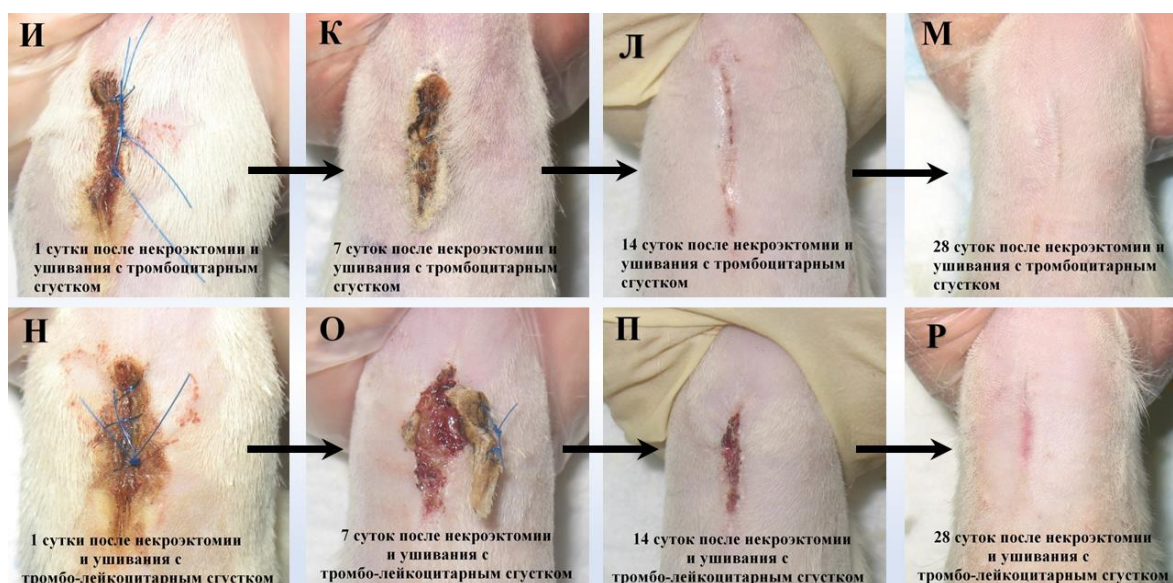 И
1 сутки после некроэктомии и
ушивания с тромбоцитарным
сгустком
К
7 суток после некроэктомии и
ушивания с тромбоцитарным
сгустком
Л
14 суток после некроэктомии и
ушивания с тромбоцитарным
сгустком
М
28 суток после некроэктомии и
ушивания с тромбоцитарным
сгустком
Н
1 сутки после некроэктомии
и ушивания с
тромбо-лейкоцитарным сгустком
О
7 суток после некроэктомии
и ушивания с
тромбо-лейкоцитарным сгустком
П
14 суток после некроэктомии
и ушивания с
тромбо-лейкоцитарным сгустком
Р
28 суток после некроэктомии
и ушивания с
тромбо-лейкоцитарным сгустком